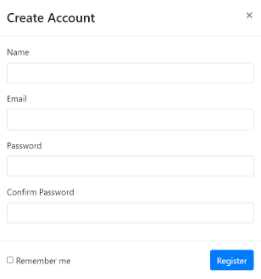 Create Account ×
Name
Email
Password
Confirm Password
Remember me Register